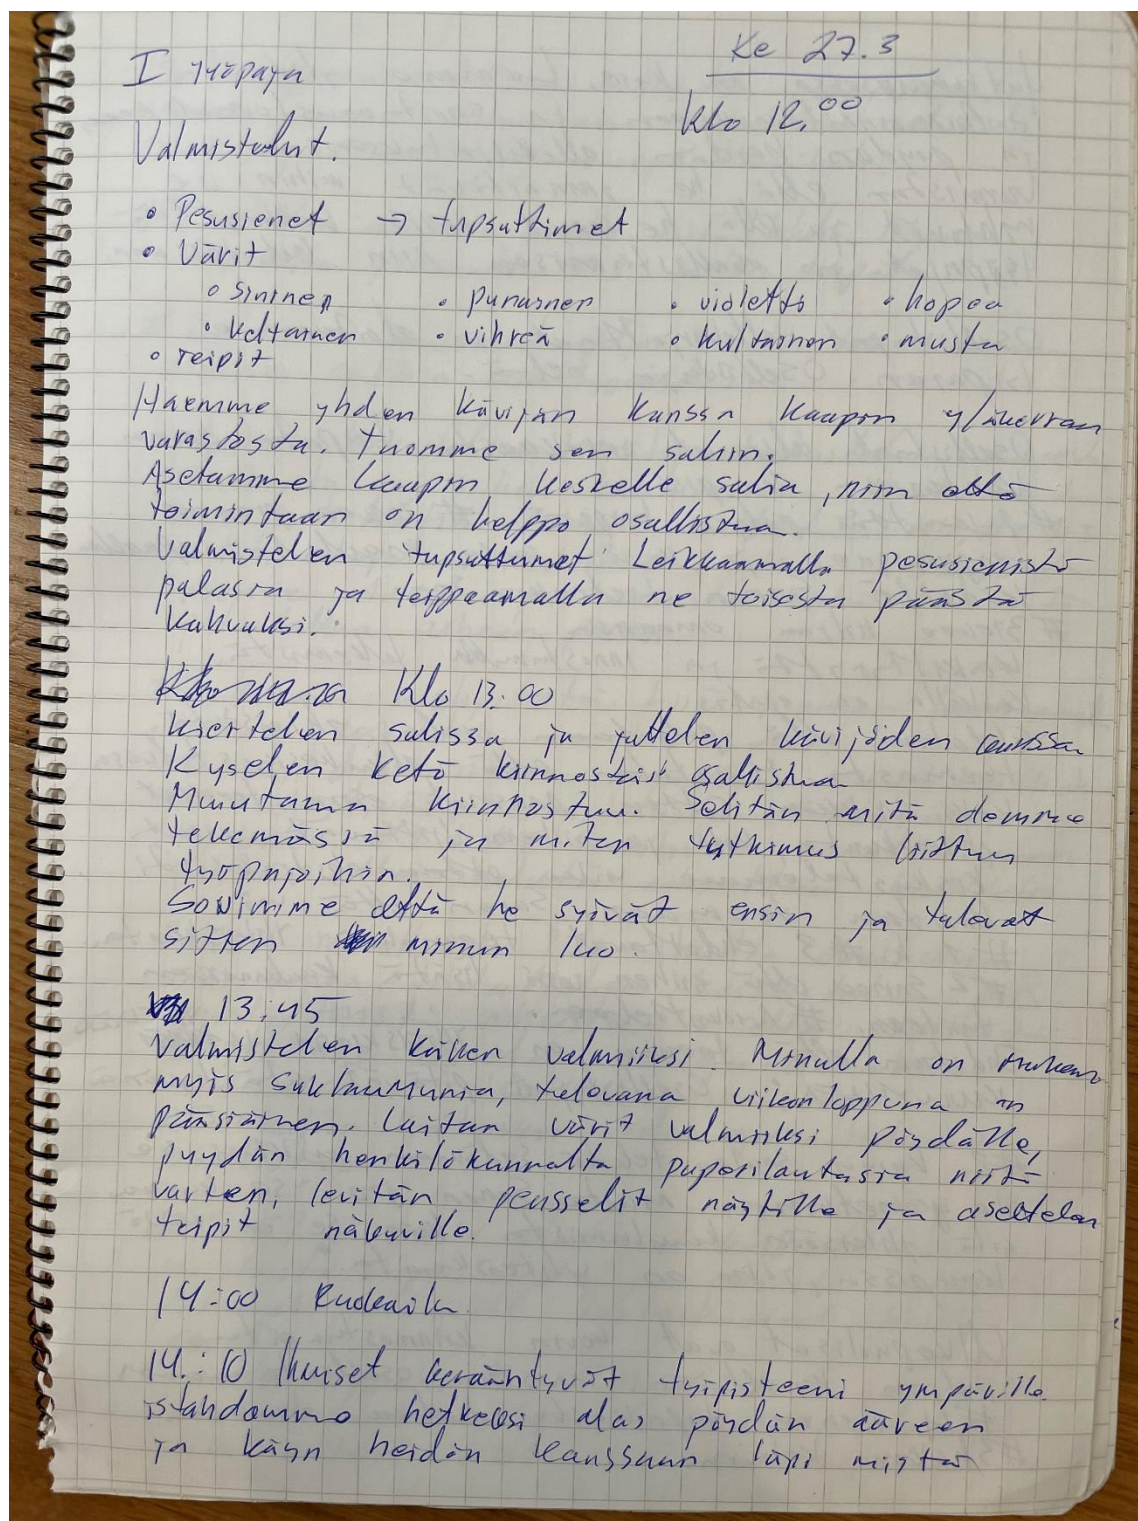 I Työpaja
Ke 27.3
Klo 12.00
Valmistelut.
• Pesusienet → tupsuttimet
• Värit
• Sininen • punainen • violetti • hopea
• keltainen • vihreä • kultainen • musta
• teipit
Haemme yhden kävijän kanssa kaapin yläkerran
varastosta. Tuomme sen saliin.
Asetamme kaapin keskelle salia, niin että
toimintaan on helppo osallistua.
Valmistelen tupsuttimet leikkaamalla pesusienistä
palasia ja teippaamalla ne toisesta päästä
kahvaksi.
Klo 13.00
kiertelen salissa ja juttelen kävijöiden kanssa.
Kyselen ketä kiinnostaisi osallistua
Muutama kiinnostuu. Selitän mitä olemme
tekemässä ja miten tutkimus liittyy
työpajoihin.
Sovimme että he syövät ensin ja tulevat
sitten minun luo.
13.45
Valmistelen kaiken valmiiksi. Minulla on mukana
myös suklaamunia, tulevana viikonloppuna on
pääsiäinen. Laitan värit valmiiksi pöydälle,
pyydän henkilökunnalta paperilautasia niitä
varten, levitän pensselit näytille ja asettelen
teipit näkyville.
14:00 Ruokailu
14.:10 Ihmiset kerääntyvät työpisteeni ympärille
istahdamme hetkeksi alas pöydän ääreen
ja käyn heidän kanssaan läpi mistä